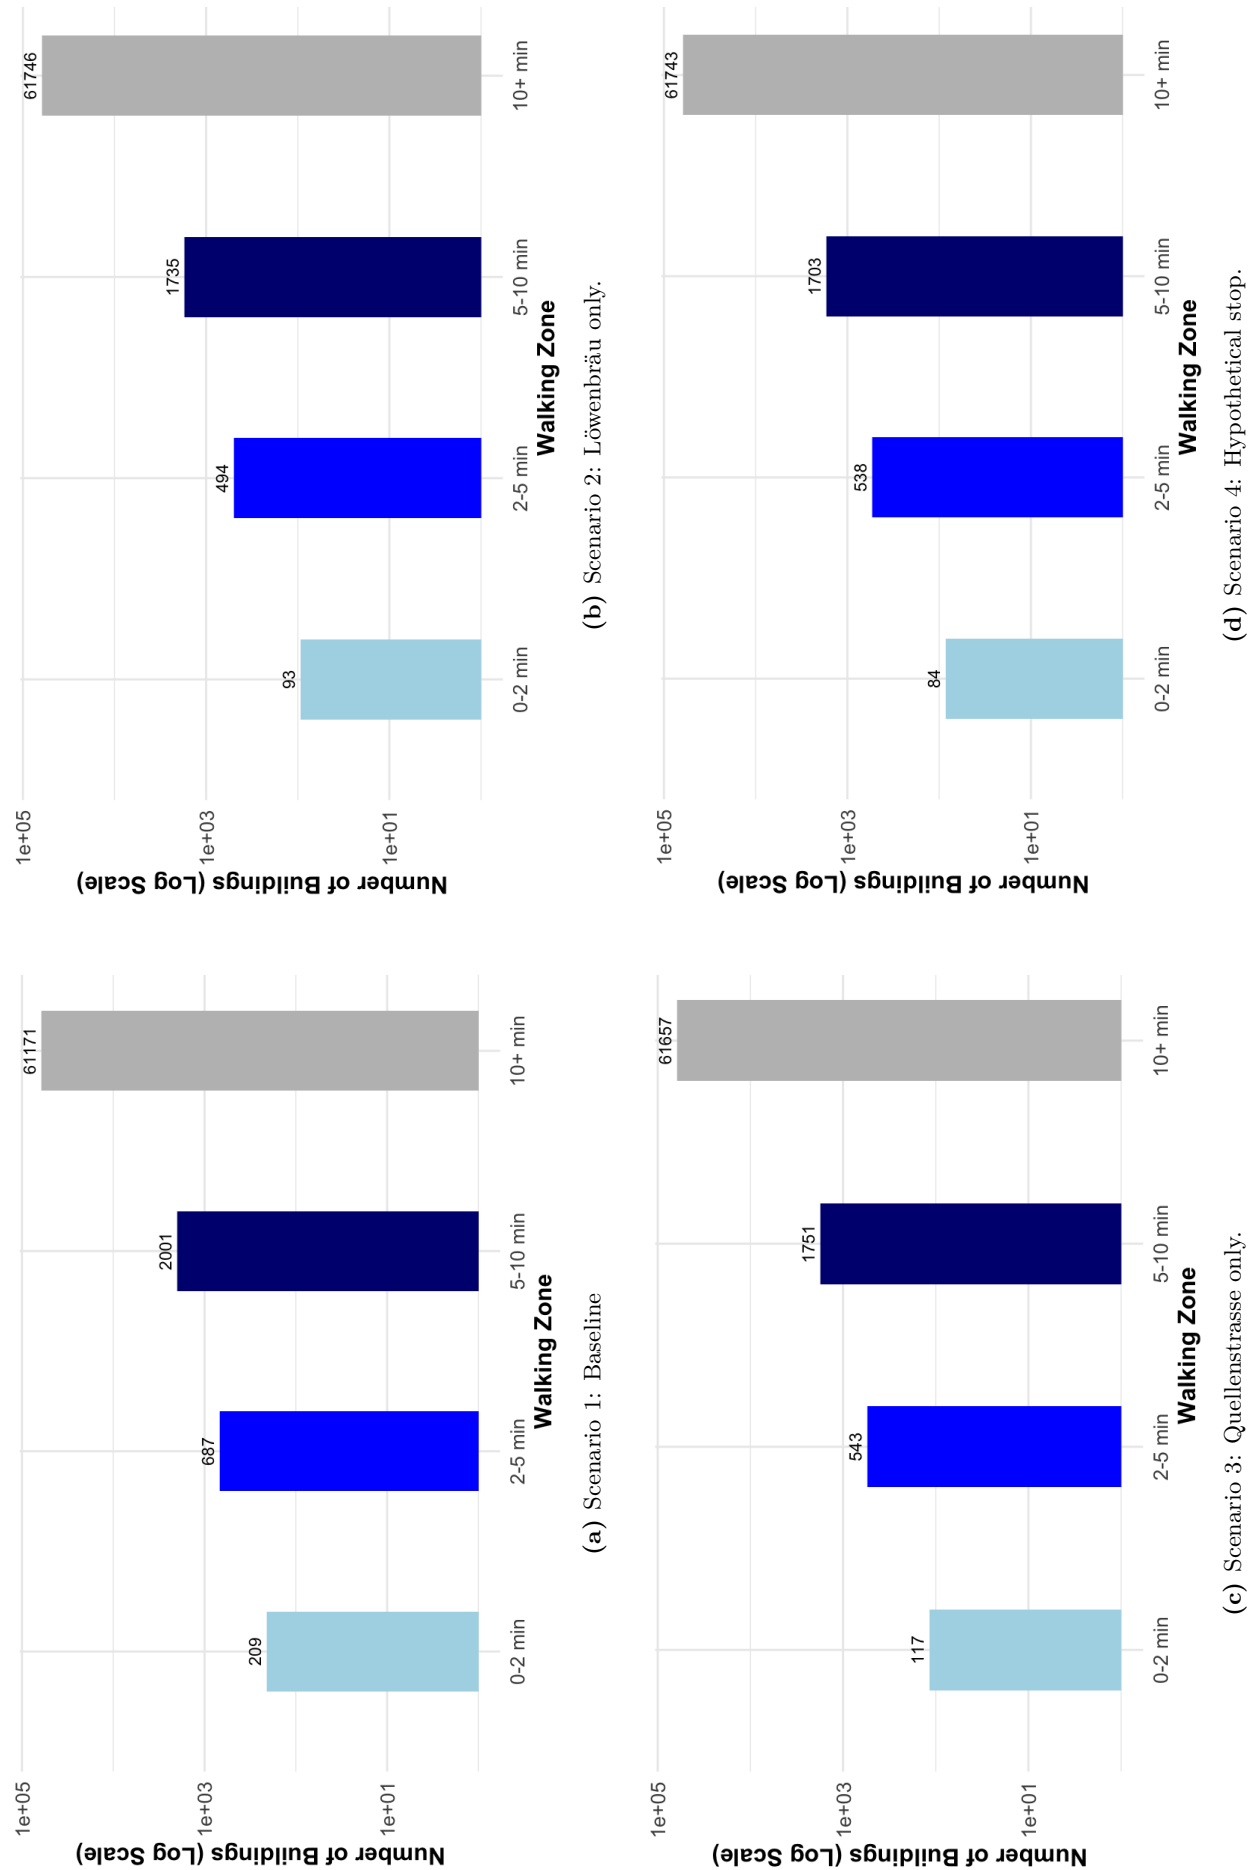 Number of Buildings (Log Scale)
1e+05
1e+03
1e+01
209
687
2001
61171
0-2 min
2-5 min
5-10 min
10+ min
Walking Zone
(a) Scenario 1: Baseline
Number of Buildings (Log Scale)
1e+05
1e+03
1e+01
93
494
1735
61746
0-2 min
2-5 min
5-10 min
10+ min
Walking Zone
(b) Scenario 2: Löwenbräu only.
Number of Buildings (Log Scale)
1e+05
1e+03
1e+01
117
543
1751
61657
0-2 min
2-5 min
5-10 min
10+ min
Walking Zone
(c) Scenario 3: Quellenstrasse only.
Number of Buildings (Log Scale)
1e+05
1e+03
1e+01
84
538
1703
61743
0-2 min
2-5 min
5-10 min
10+ min
Walking Zone
(d) Scenario 4: Hypothetical stop.